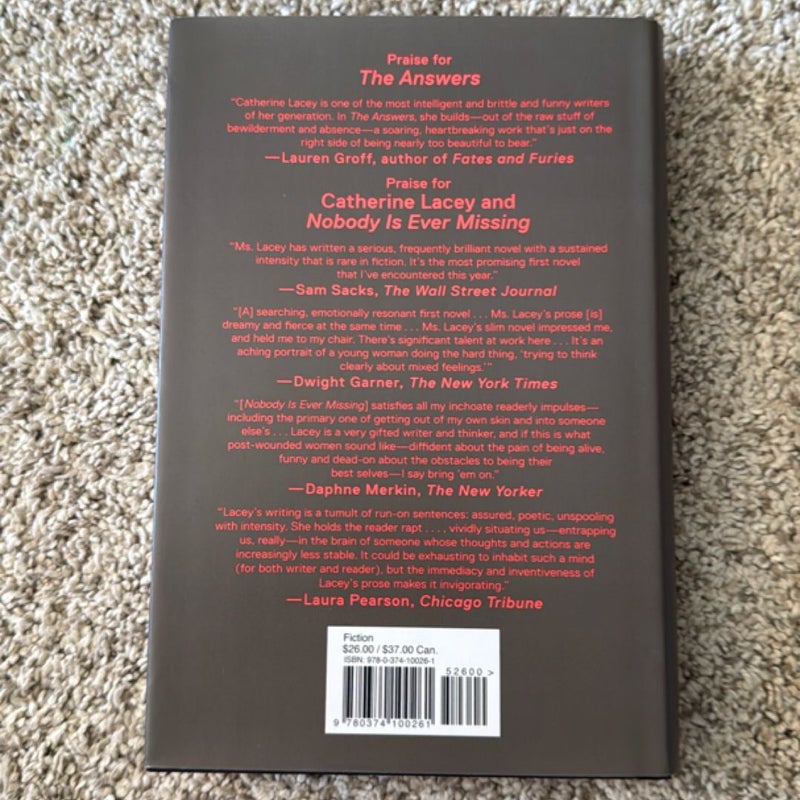 Praise for
The Answers
“Catherine Lacey is one of the most intelligent and brittle and funny writers
of her generation. In The Answers, she builds—out of the raw stuff of
bewilderment and absence—a soaring, heartbreaking work that’s just on the
right side of being nearly too beautiful to bear.”
—Lauren Groff, author of Fates and Furies
Praise for
Catherine Lacey and
Nobody Is Ever Missing
“Ms. Lacey has written a serious, frequently brilliant novel with a sustained
intensity that is rare in fiction. It’s the most promising first novel
that I’ve encountered this year.”
—Sam Sacks, The Wall Street Journal
“[A] searching, emotionally resonant first novel . . . Ms. Lacey’s prose [is]
dreamy and fierce at the same time . . . Ms. Lacey’s slim novel impressed me,
and held me to my chair. There’s significant talent at work here . . . It’s an
aching portrait of a young woman doing the hard thing, ‘trying to think
clearly about mixed feelings.’”
—Dwight Garner, The New York Times
“[Nobody Is Ever Missing] satisfies all my inchoate readerly impulses—
including the primary one of getting out of my own skin and into someone
else’s . . . Lacey is a very gifted writer and thinker, and if this is what
post-wounded women sound like—diffident about the pain of being alive,
funny and dead-on about the obstacles to being their
best selves—I say bring ’em on.”
—Daphne Merkin, The New Yorker
“Lacey’s writing is a tumult of run-on sentences: assured, poetic, unspooling
with intensity. She holds the reader rapt . . . , vividly situating us—entrapping
us, really—in the brain of someone whose thoughts and actions are
increasingly less stable. It could be exhausting to inhabit such a mind
(for both writer and reader), but the immediacy and inventiveness of
Lacey’s prose makes it invigorating.”
—Laura Pearson, Chicago Tribune
Fiction
$26.00 / $37.00 Can.
ISBN: 978-0-374-10026-1
52600 >
9 780374 100261